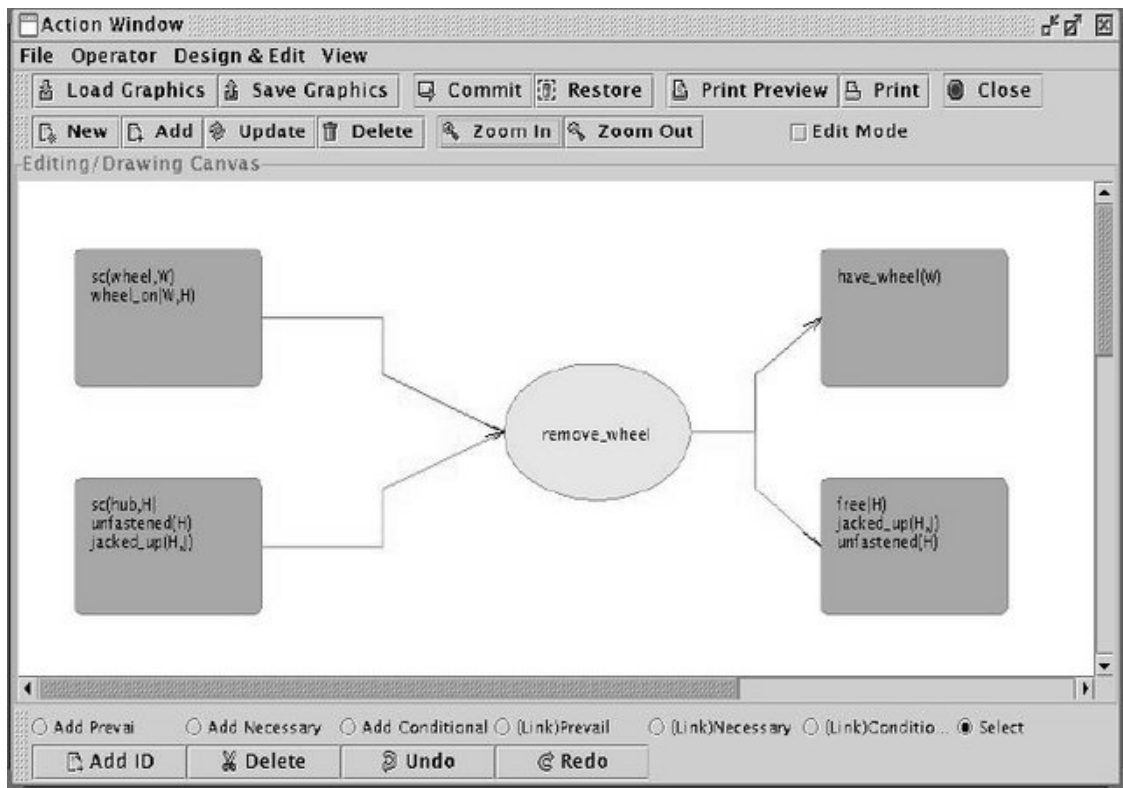 Action Window
File Operator Design & Edit View
Load Graphics Save Graphics Commit Restore Print Preview Print Close
New Add Update Delete Zoom In Zoom Out Edit Mode
Editing/Drawing Canvas
sc(wheel,W)
wheel_on(W,H)
have_wheel(W)
remove_wheel
sc(hub,H)
unfastened(H)
jacked_up(H,J)
free(H)
jacked_up(H,J)
unfastened(H)
Add Prevai Add Necessary Add Conditional (Link)Prevail (Link)Necessary (Link)Conditio... Select
Add ID Delete Undo Redo